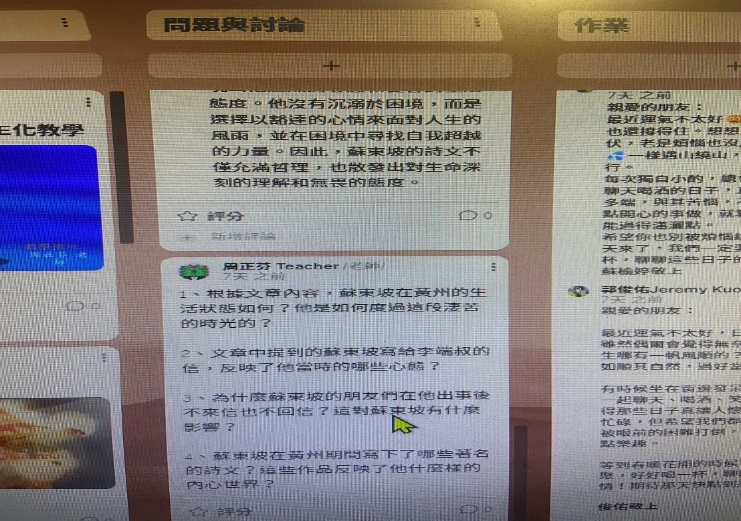 問題與討論
作業
+
+
生化教學
態度。他沒有沉溺於困境,而是
選擇以豁達的心情來面對人生的
風雨,並在困境中尋找自我超越
的力量。因此,蘇東坡的詩文不
僅充滿哲理,也散發出對生命深
刻的理解和無畏的態度。
評分
0
新增評論
周正芬 Teacher /老師/
7天 之前
1、根據文章內容,蘇東坡在黃州的生
活狀態如何?他是如何度過這段淒苦
的時光的?
2、文章中提到的蘇東坡寫給李端叔的
信,反映了他當時的哪些心態?
3、為什麼蘇東坡的朋友們在他出事後
不來信也不回信?這對蘇東坡有什麼
影響?
4、蘇東坡在黃州期間寫下了哪些著名
的詩文?這些作品反映了他什麼樣的
內心世界?
評分
0
0
7天 之前
親愛的朋友:
最近運氣不太好
也還撐得住。想想
伏,老是煩惱也沒
一樣遇山繞山,
行。
每次獨自小酌,總
聊天喝酒的日子,
多端,與其苦惱,
點開心的事做,就
能過得瀟灑點。
希望你也別被煩惱
天來了,我們一定
杯,聊聊這些日子
蘇榆婷敬上
郭俊佑Jeremy Kuo
7天 之前
親愛的朋友:
最近運氣不太好,日
雖然偶爾會覺得無奈
生哪有一帆風順的?
如順其自然,過好當
有時候坐在窗邊發
一起聊天、喝酒、笑
得那些日子真讓人懷
忙碌,但希望我們都
被眼前的困難打倒,
點樂趣。
等到春暖花開的時候
聚,好好喝一杯,聊
情!期待那天快點到
俊佑敬上